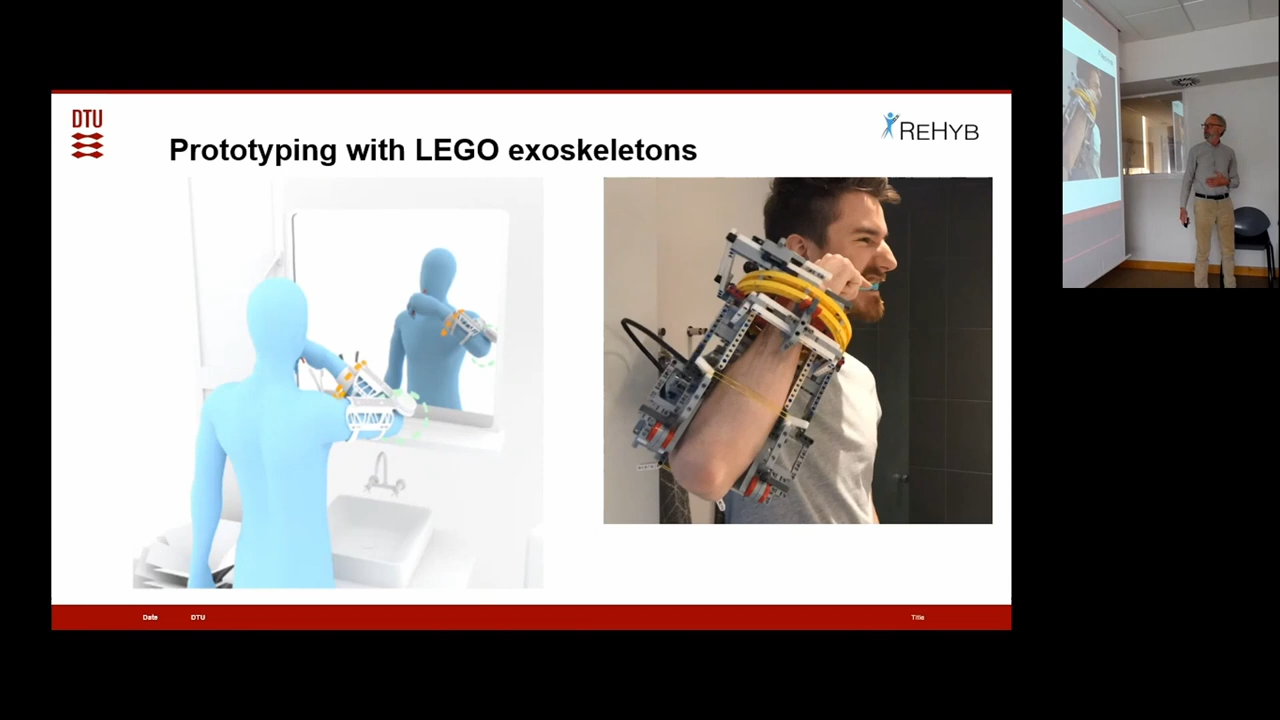 DTU
REHYB
Prototyping with LEGO exoskeletons
Date
DTU
Title